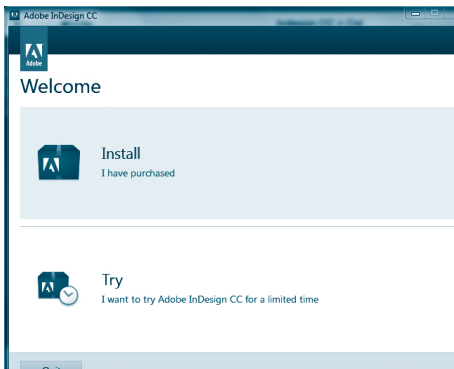 Adobe InDesign CC
Adobe
Welcome
Install
I have purchased
Try
I want to try Adobe InDesign CC for a limited time